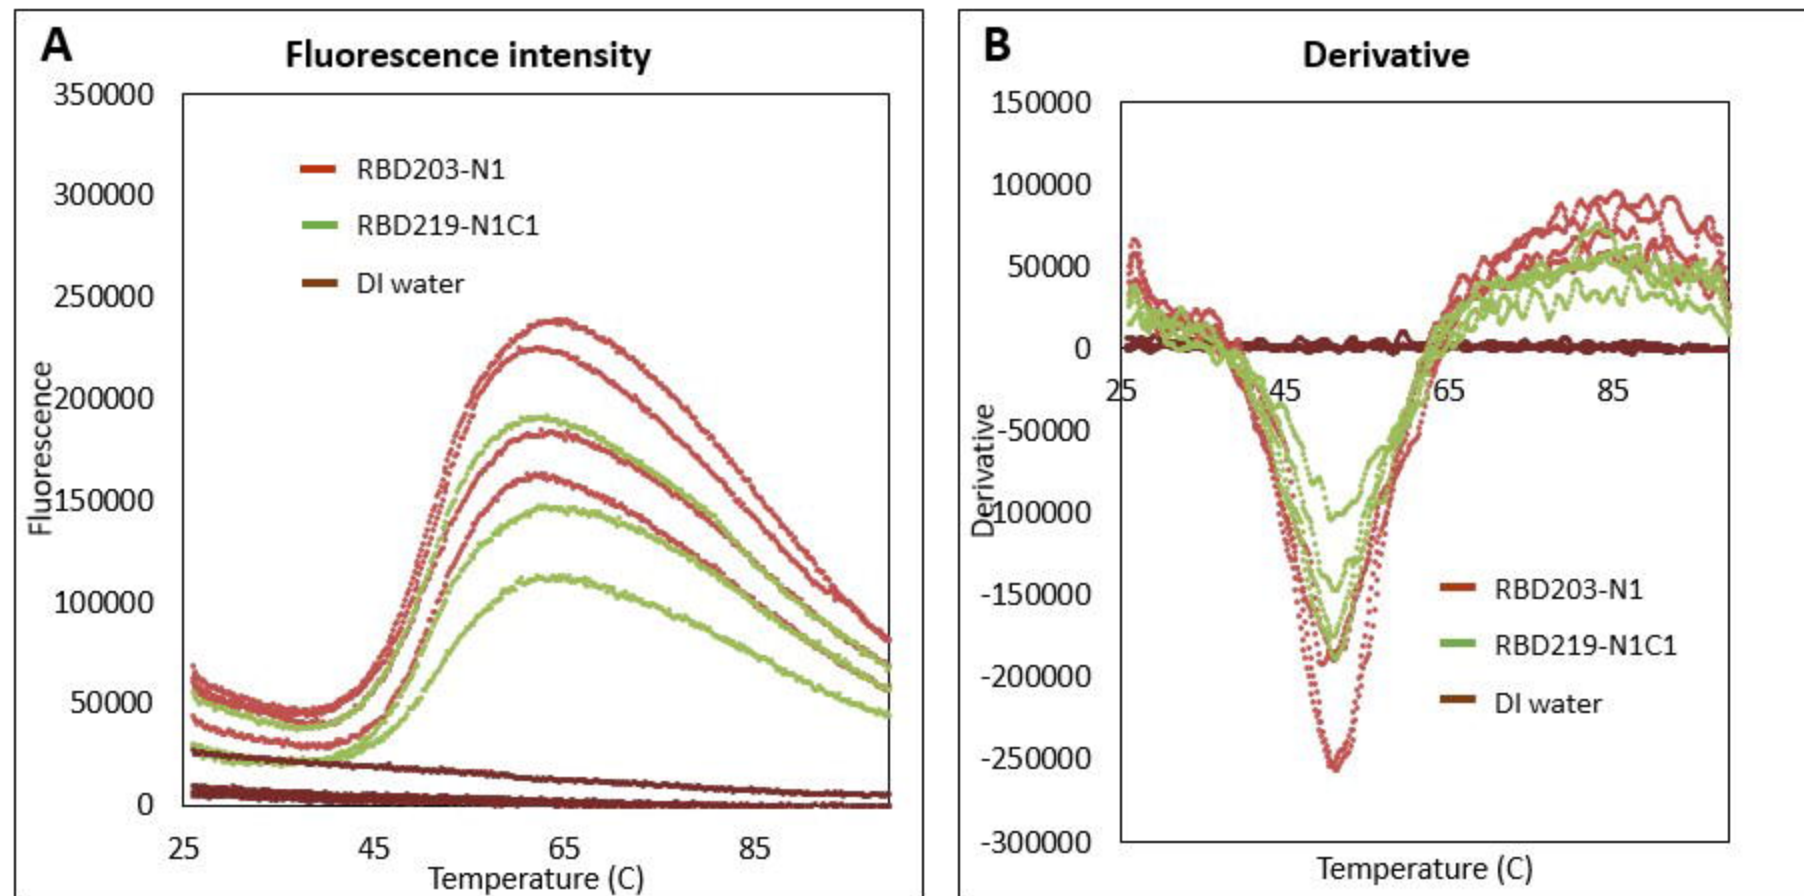 A
Fluorescence intensity
350000
300000
250000
200000
150000
100000
50000
0
Fluorescence
RBD203-N1
RBD219-N1C1
DI water
25 45 65 85
Temperature (C)
B
Derivative
150000
100000
50000
0
-50000
-100000
-150000
-200000
-250000
-300000
Derivative
25 45 65 85
RBD203-N1
RBD219-N1C1
DI water
Temperature (C)